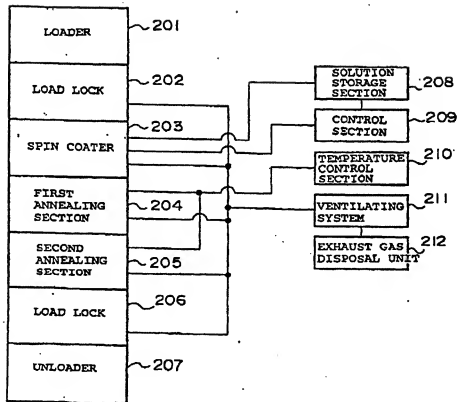 LOADER
201
LOAD LOCK
202
SPIN COATER
203
FIRST
ANNEALING
SECTION
204
SECOND
ANNEALING
SECTION
205
LOAD LOCK
206
UNLOADER
207
SOLUTION
STORAGE
SECTION
208
CONTROL
SECTION
209
TEMPERATURE
CONTROL
SECTION
210
VENTILATING
SYSTEM
211
EXHAUST GAS
DISPOSAL UNIT
212